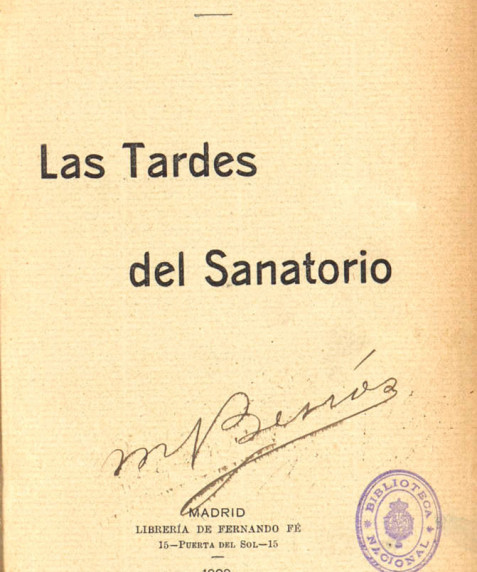 Las Tardes
del Sanatorio
MADRID
LIBRERÍA DE FERNANDO FÉ
15—PUERTA DEL SOL—15
BIBLIOTECA
NACIONAL